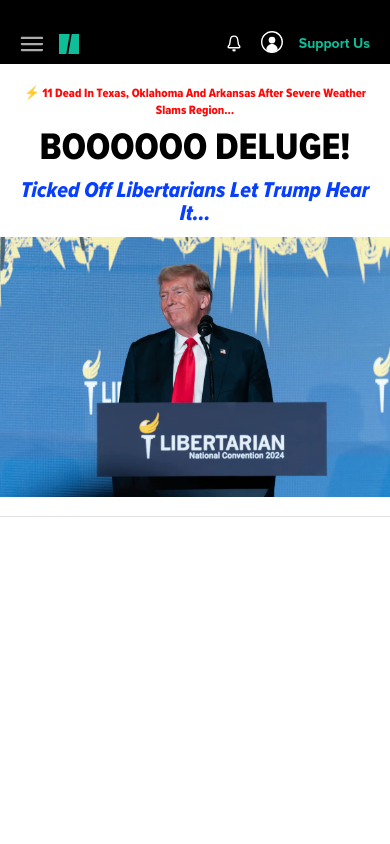 Support Us
⚡ 11 Dead In Texas, Oklahoma And Arkansas After Severe Weather
Slams Region...
BOOOOOO DELUGE!
Ticked Off Libertarians Let Trump Hear
It...
LI
LIBERTARIAN
National Convention 2024